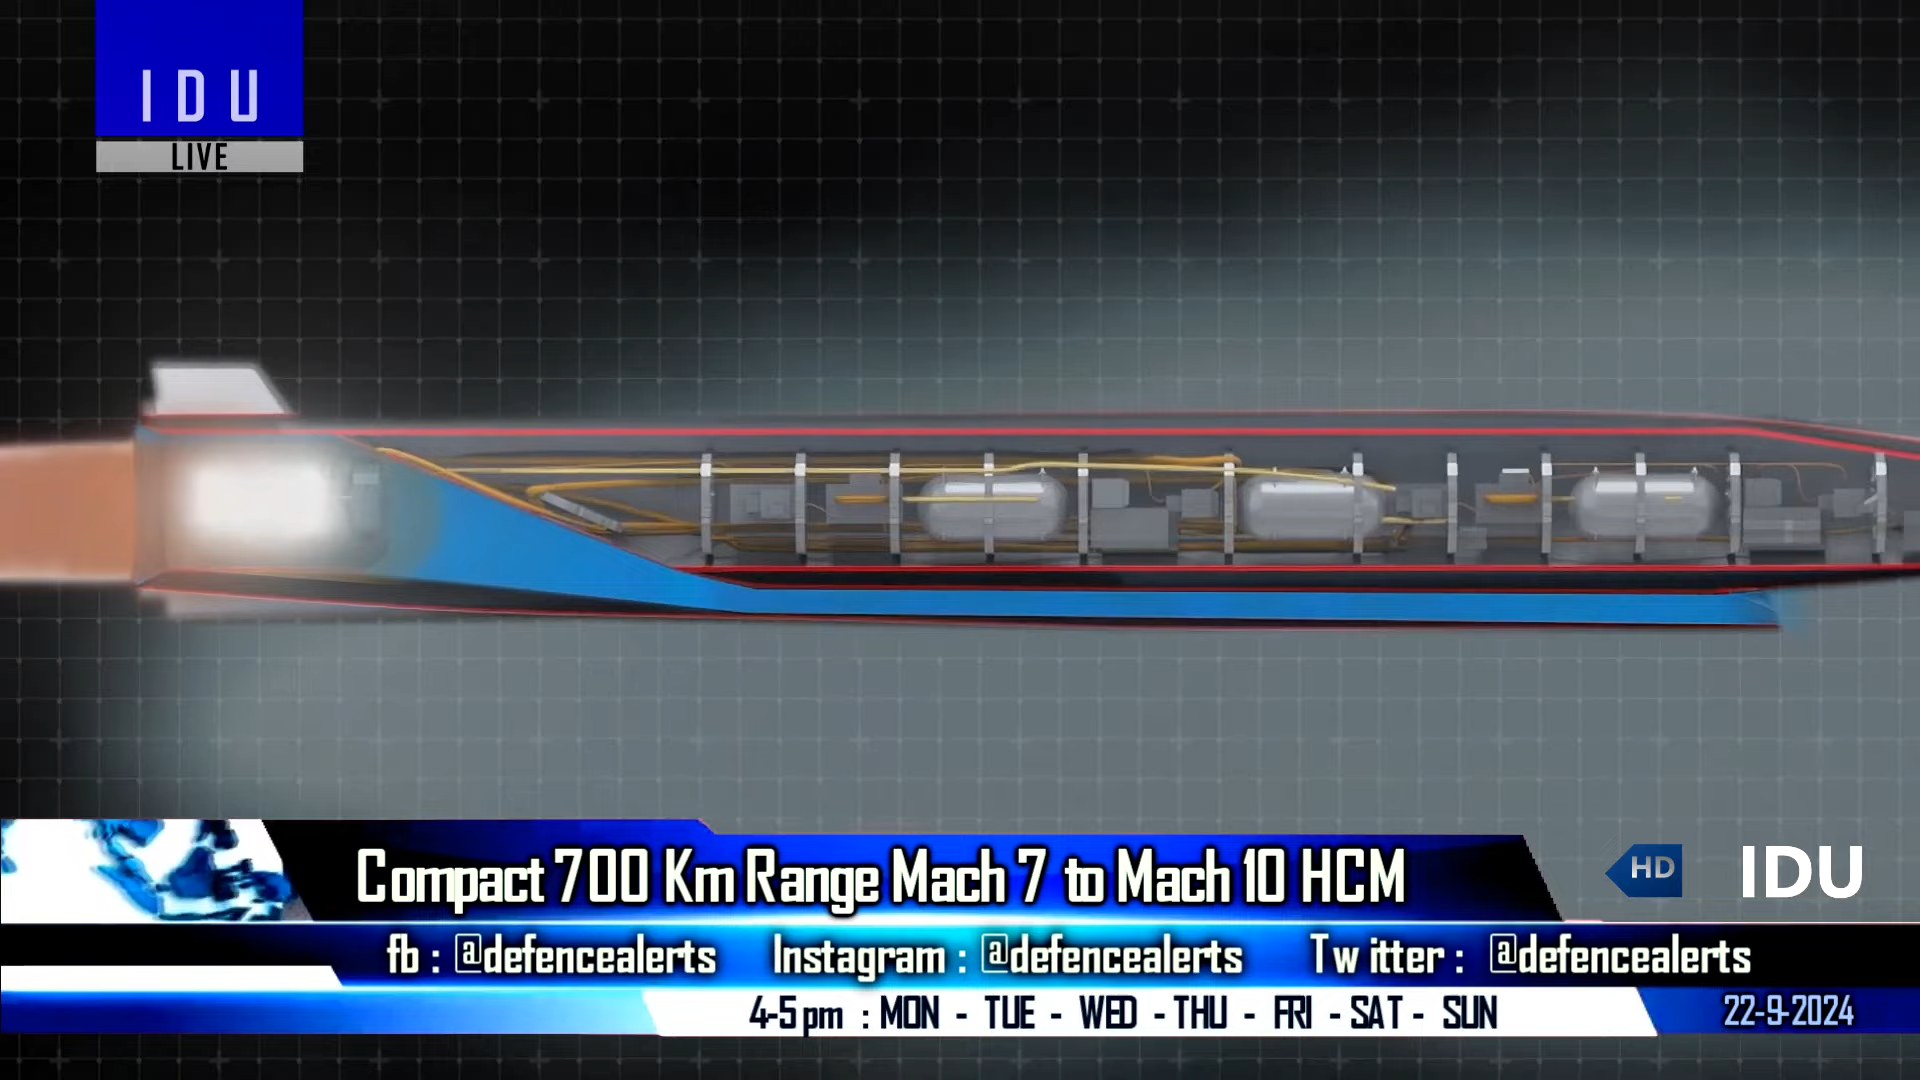 IDU
LIVE
Compact 700 Km Range Mach 7 to Mach 10 HCM
HD
IDU
fb : @defencealerts Instagram : @defencealerts Twitter : @defencealerts
4-5 pm : MON - TUE - WED - THU - FRI - SAT - SUN
22-9-2024